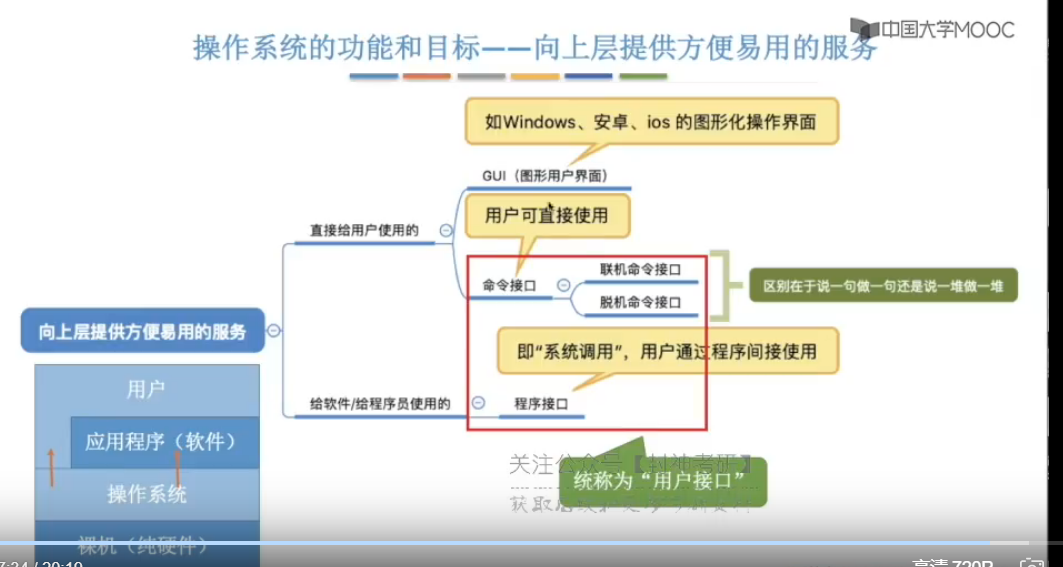 中国大学MOOC
操作系统的功能和目标——向上层提供方便易用的服务
如Windows、安卓、ios 的图形化操作界面
GUI（图形用户界面）
用户可直接使用
直接给用户使用的
联机命令接口
命令接口
脱机命令接口
区别在于说一句做一句还是说一堆做一堆
向上层提供方便易用的服务
即“系统调用”，用户通过程序间接使用
给软件/给程序员使用的
程序接口
用户
应用程序（软件）
操作系统
裸机（纯硬件）
关注公众号【封神考研】
统称为“用户接口”
高清 720P